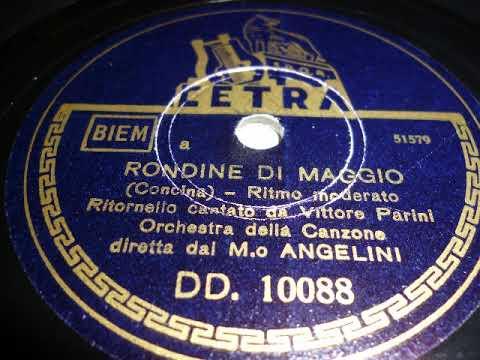 CETRA
BIEM
a
51579
RONDINE DI MAGGIO
(Concina) - Ritmo moderato
Ritornello cantato da Vittore Parini
Orchestra della Canzone
diretta dal M.o ANGELINI
DD. 10088